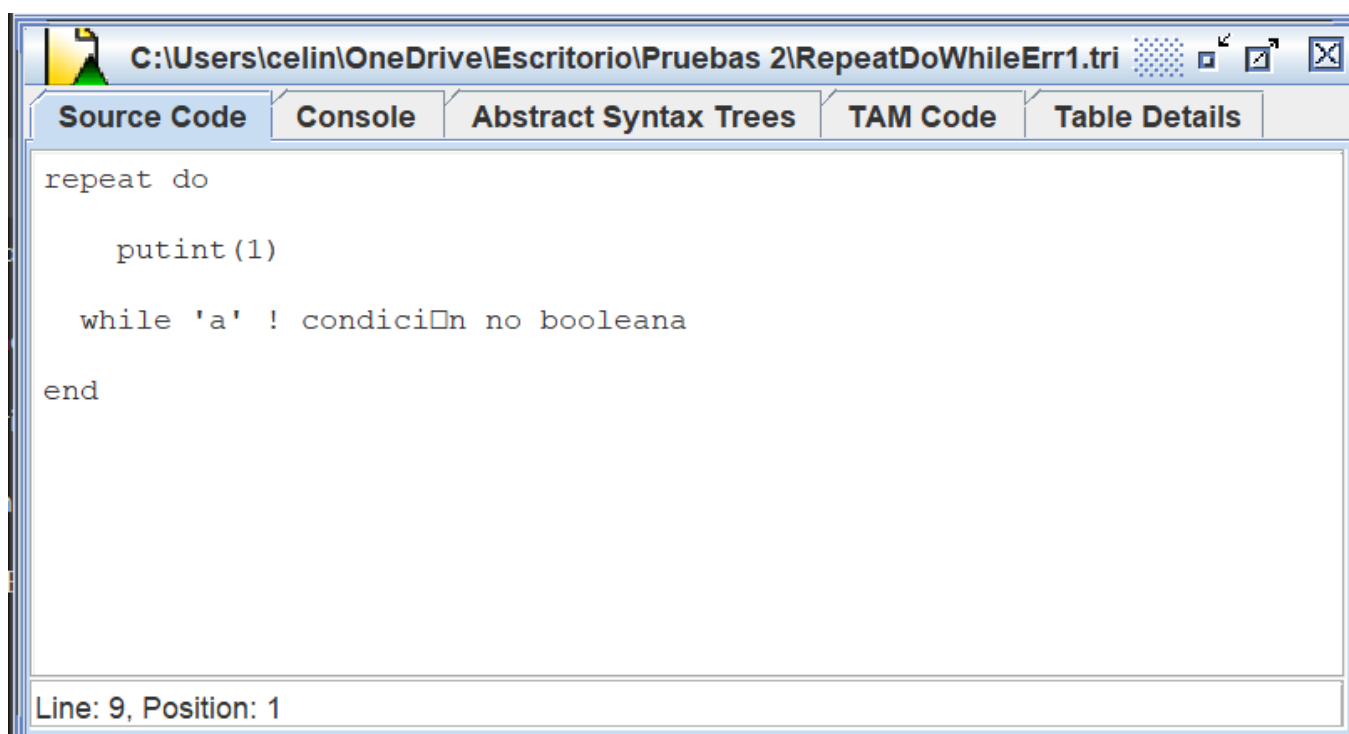 C:\Users\celin\OneDrive\Escritorio\Pruebas 2\RepeatDoWhileErr1.tri
Source Code Console Abstract Syntax Trees TAM Code Table Details
repeat do
putint(1)
while 'a' ! condici□n no booleana
end
Line: 9, Position: 1